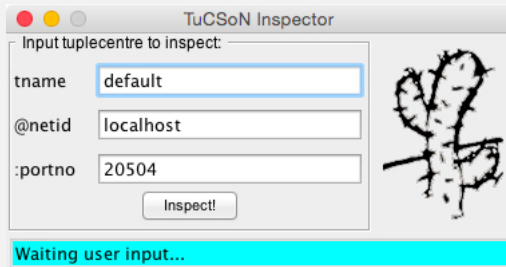 TuCSoN Inspector
Input tuplecentre to inspect:
tname default
@netid localhost
:portno 20504
Inspect!
Waiting user input...